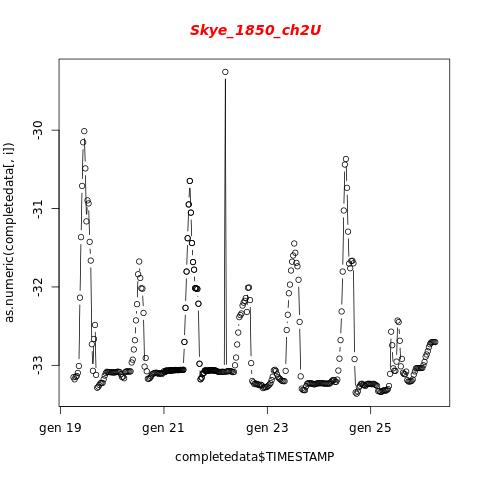 Skye_1850_ch2U
as.numeric(completedata[, i])
-30
-31
-32
-33
gen 19
gen 21
gen 23
gen 25
completedata$TIMESTAMP